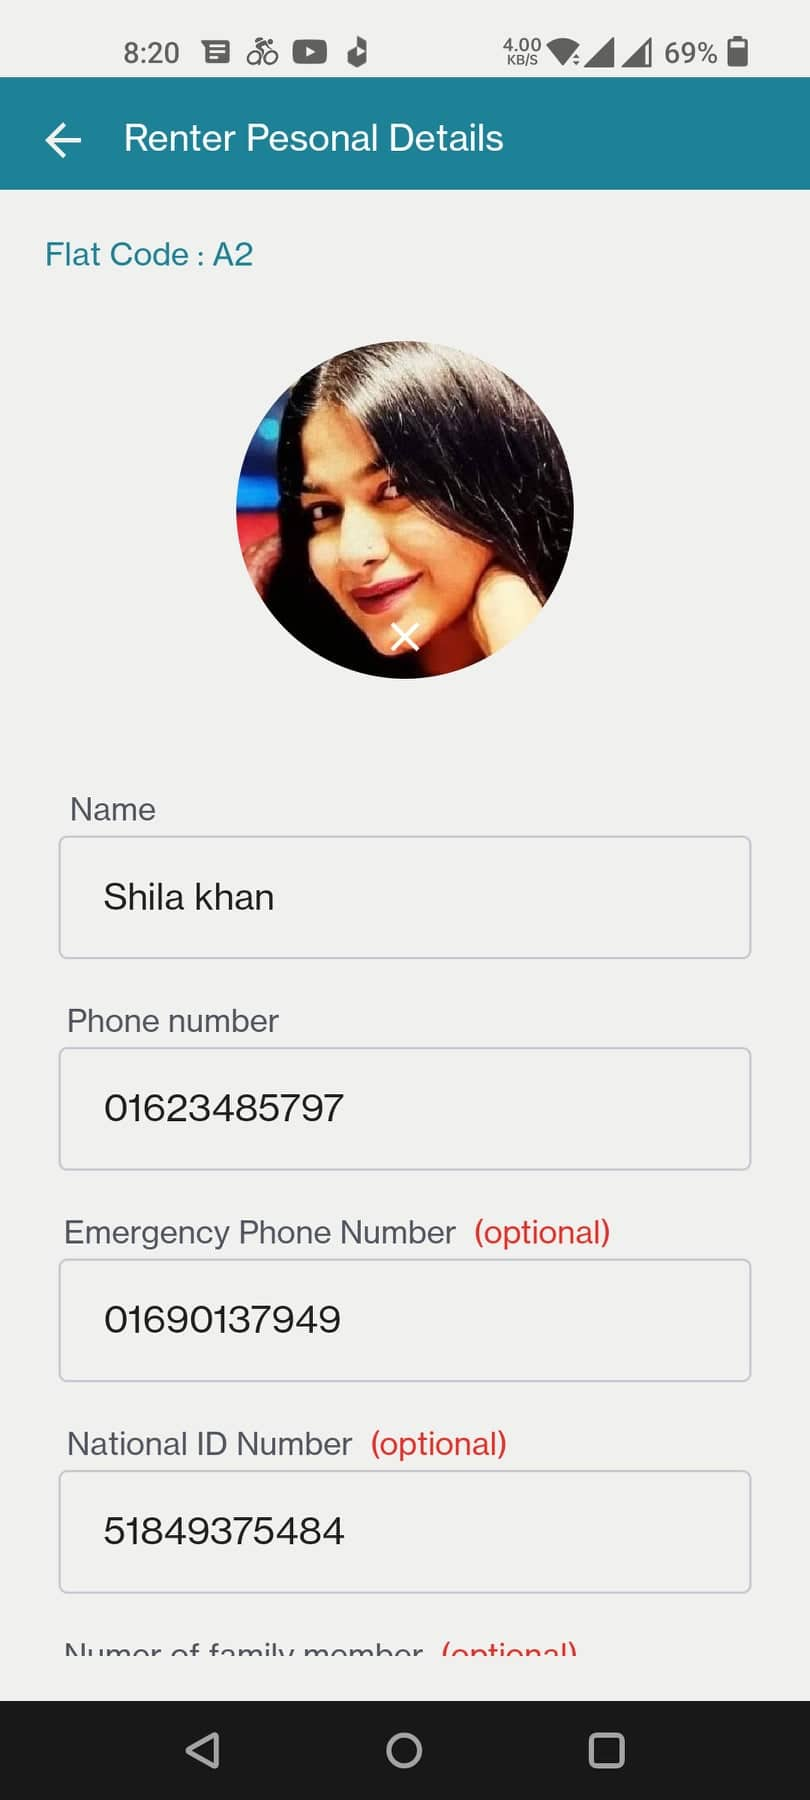 8:20 4.00 KB/S 69%
Renter Pesonal Details
Flat Code : A2
Name
Shila khan
Phone number
01623485797
Emergency Phone Number (optional)
01690137949
National ID Number (optional)
51849375484
Numer of family member (optional)